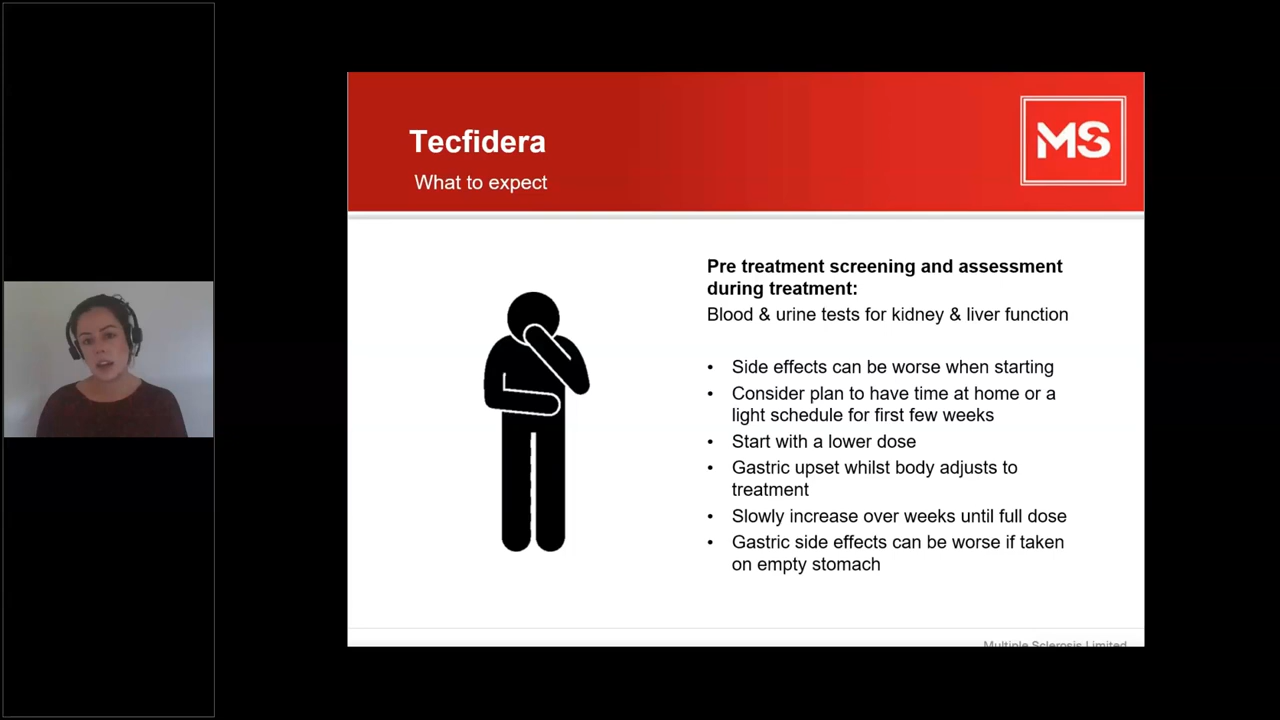 Tecfidera
What to expect
MS
Pre treatment screening and assessment
during treatment:
Blood & urine tests for kidney & liver function
• Side effects can be worse when starting
• Consider plan to have time at home or a
light schedule for first few weeks
• Start with a lower dose
• Gastric upset whilst body adjusts to
treatment
• Slowly increase over weeks until full dose
• Gastric side effects can be worse if taken
on empty stomach
Multiple Sclerosis Limited